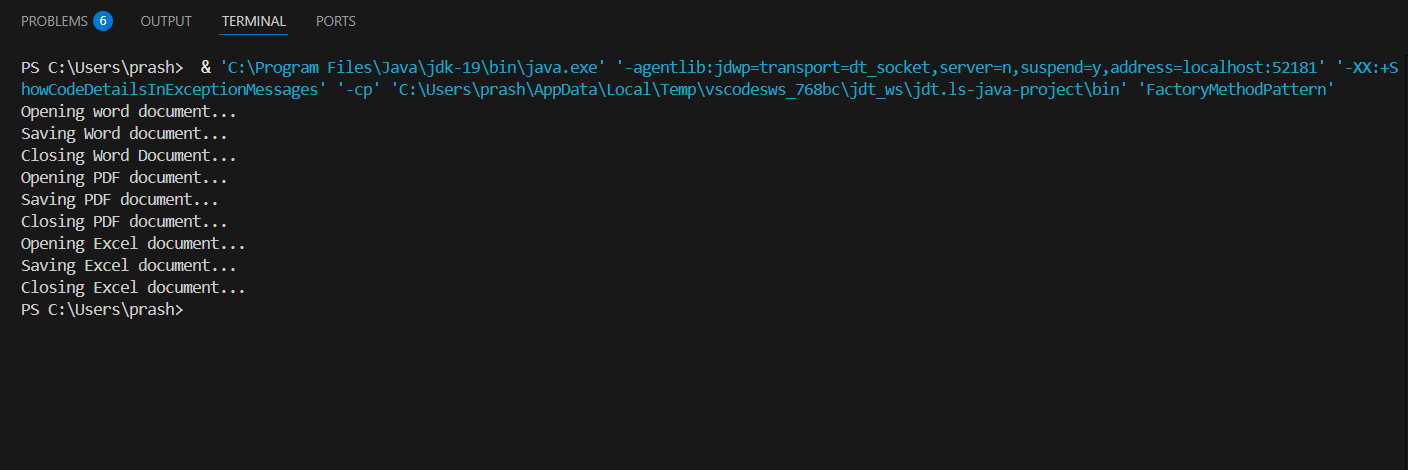 PROBLEMS 6 OUTPUT TERMINAL PORTS
PS C:\Users\prash>  & 'C:\Program Files\Java\jdk-19\bin\java.exe' '-agentlib:jdwp=transport=dt_socket,server=n,suspend=y,address=localhost:52181' '-XX:+S
howCodeDetailsInExceptionMessages' '-cp' 'C:\Users\prash\AppData\Local\Temp\vscodesws_768bc\jdt_ws\jdt.ls-java-project\bin' 'FactoryMethodPattern'
Opening word document...
Saving Word document...
Closing Word Document...
Opening PDF document...
Saving PDF document...
Closing PDF document...
Opening Excel document...
Saving Excel document...
Closing Excel document...
PS C:\Users\prash>